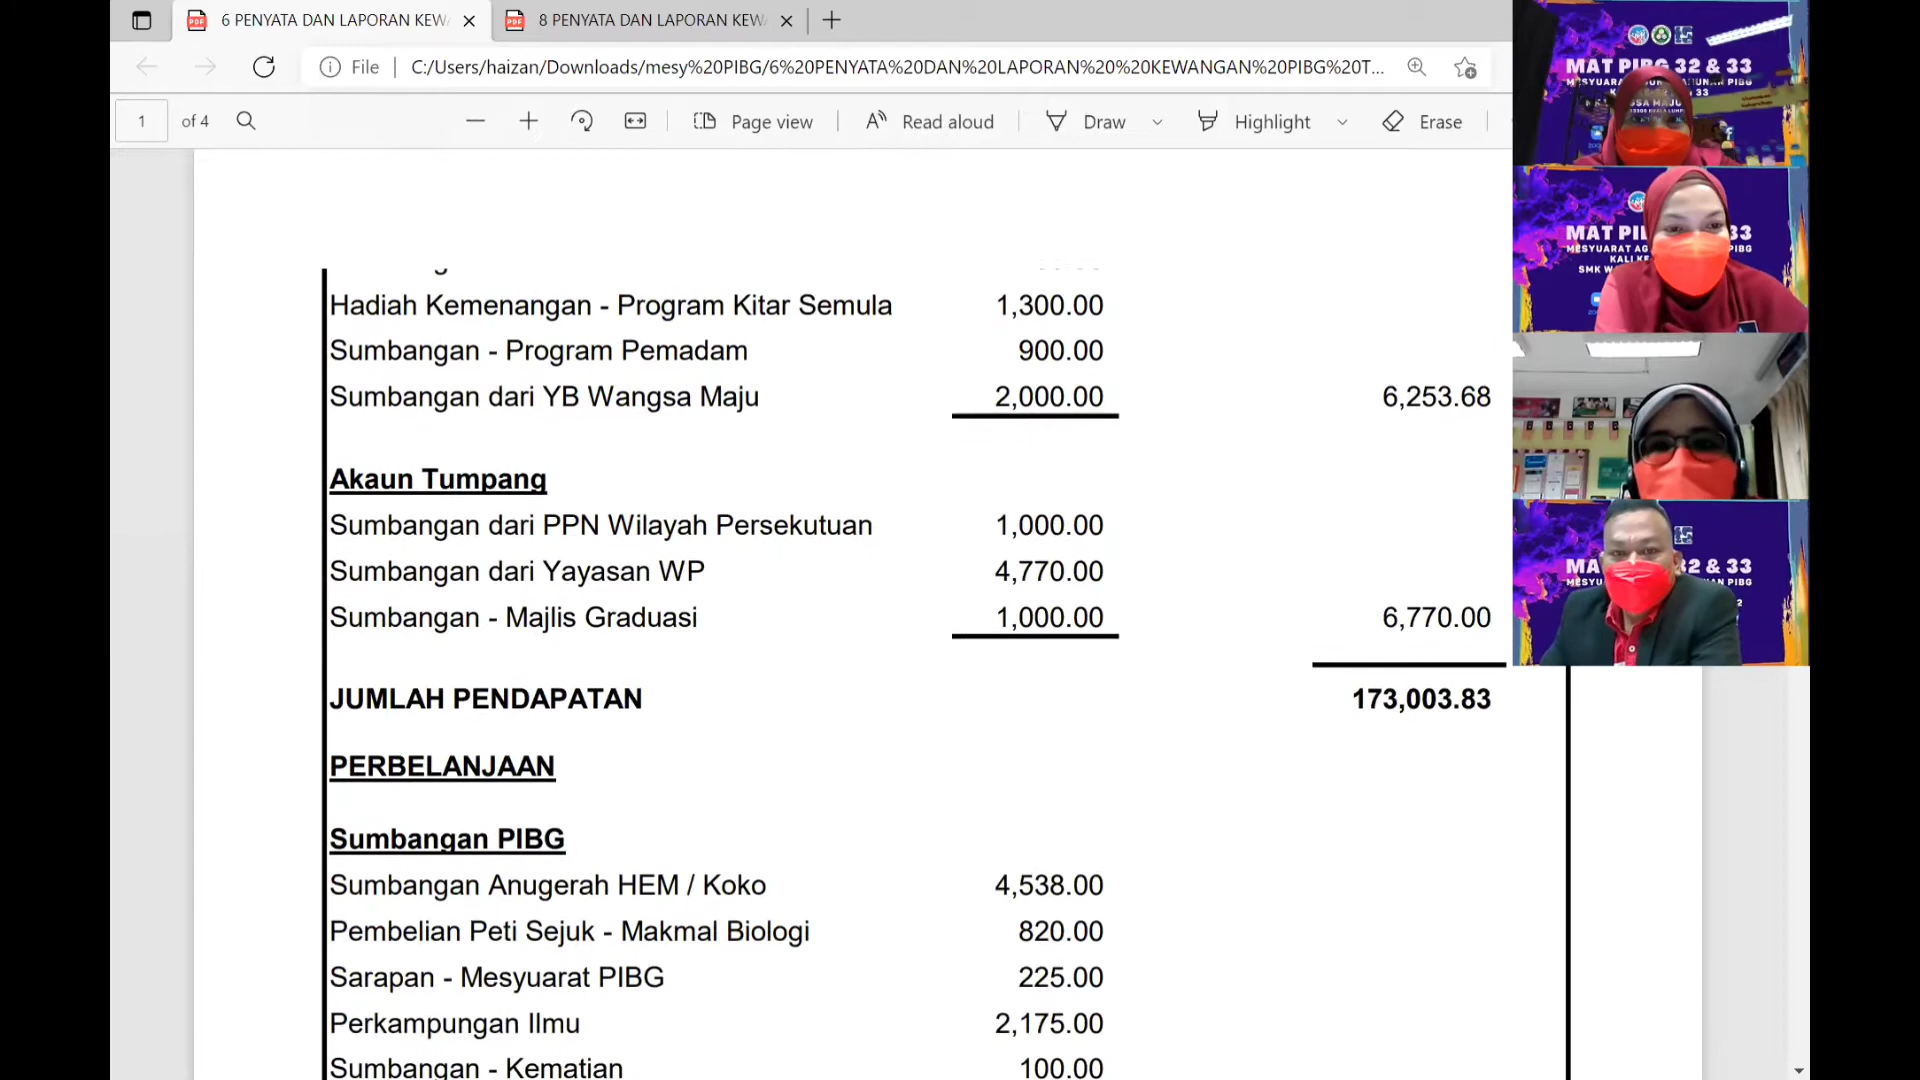 6 PENYATA DAN LAPORAN KEW
8 PENYATA DAN LAPORAN KEW
File
C:/Users/haizan/Downloads/mesy%20PIBG/6%20PENYATA%20DAN%20LAPORAN%20%20KEWANGAN%20PIBG%20T...
1 of 4
Page view
Read aloud
Draw
Highlight
Erase
Hadiah Kemenangan - Program Kitar Semula 1,300.00
Sumbangan - Program Pemadam 900.00
Sumbangan dari YB Wangsa Maju 2,000.00 6,253.68
Akaun Tumpang
Sumbangan dari PPN Wilayah Persekutuan 1,000.00
Sumbangan dari Yayasan WP 4,770.00
Sumbangan - Majlis Graduasi 1,000.00 6,770.00
JUMLAH PENDAPATAN 173,003.83
PERBELANJAAN
Sumbangan PIBG
Sumbangan Anugerah HEM / Koko 4,538.00
Pembelian Peti Sejuk - Makmal Biologi 820.00
Sarapan - Mesyuarat PIBG 225.00
Perkampungan Ilmu 2,175.00
Sumbangan - Kematian 100.00
MAT PIBG 32 & 33